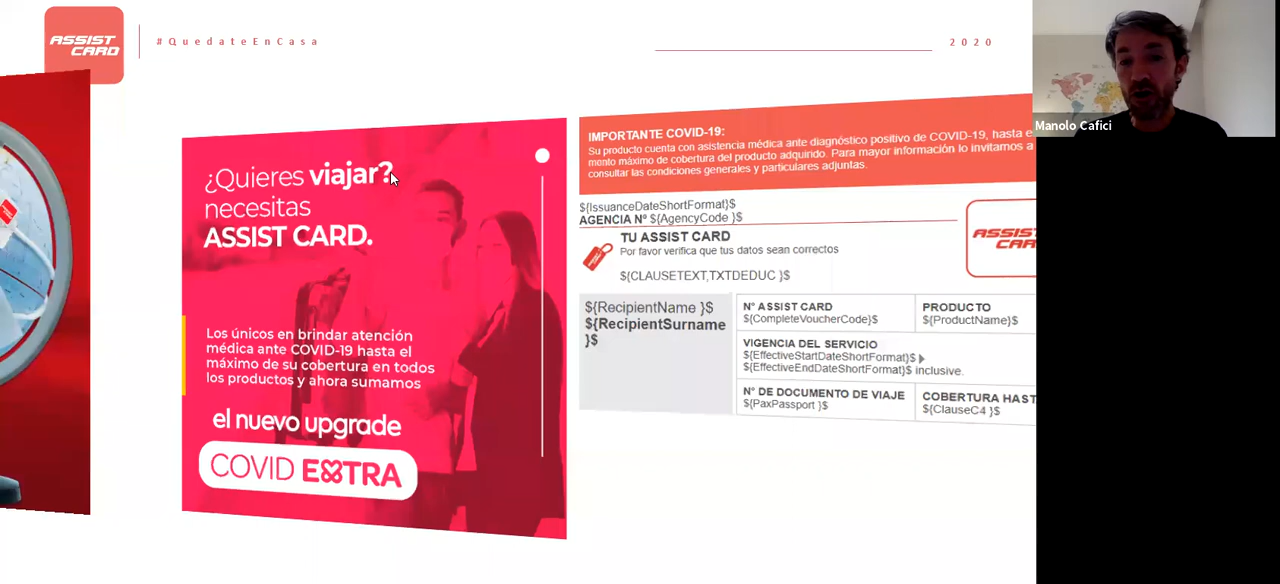 ASSIST
CARD
#QuedateEnCasa
2020
Manolo Cafici
¿Quieres viajar?
necesitas
ASSIST CARD.
Los únicos en brindar atención
médica ante COVID-19 hasta el
máximo de su cobertura en todos
los productos y ahora sumamos
el nuevo upgrade
COVID EXTRA
IMPORTANTE COVID-19:
Su producto cuenta con asistencia médica ante diagnóstico positivo de COVID-19, hasta e
mento máximo de cobertura del producto adquirido. Para mayor información lo invitamos a
consultar las condiciones generales y particulares adjuntas.
${IssuanceDateShortFormat}$
AGENCIA Nº ${AgencyCode }$
TU ASSIST CARD
Por favor verifica que tus datos sean correctos
${CLAUSETEXT,TXTDEDUC }$
ASSIS
CAR
${RecipientName }$
${RecipientSurname
}$
Nº ASSIST CARD
${CompleteVoucherCode}$
PRODUCTO
${ProductName}$
VIGENCIA DEL SERVICIO
${EffectiveStartDateShortFormat}$
${EffectiveEndDateShortFormat}$ inclusive.
Nº DE DOCUMENTO DE VIAJE
${PaxPassport }$
COBERTURA HAST
${ClauseC4 }$